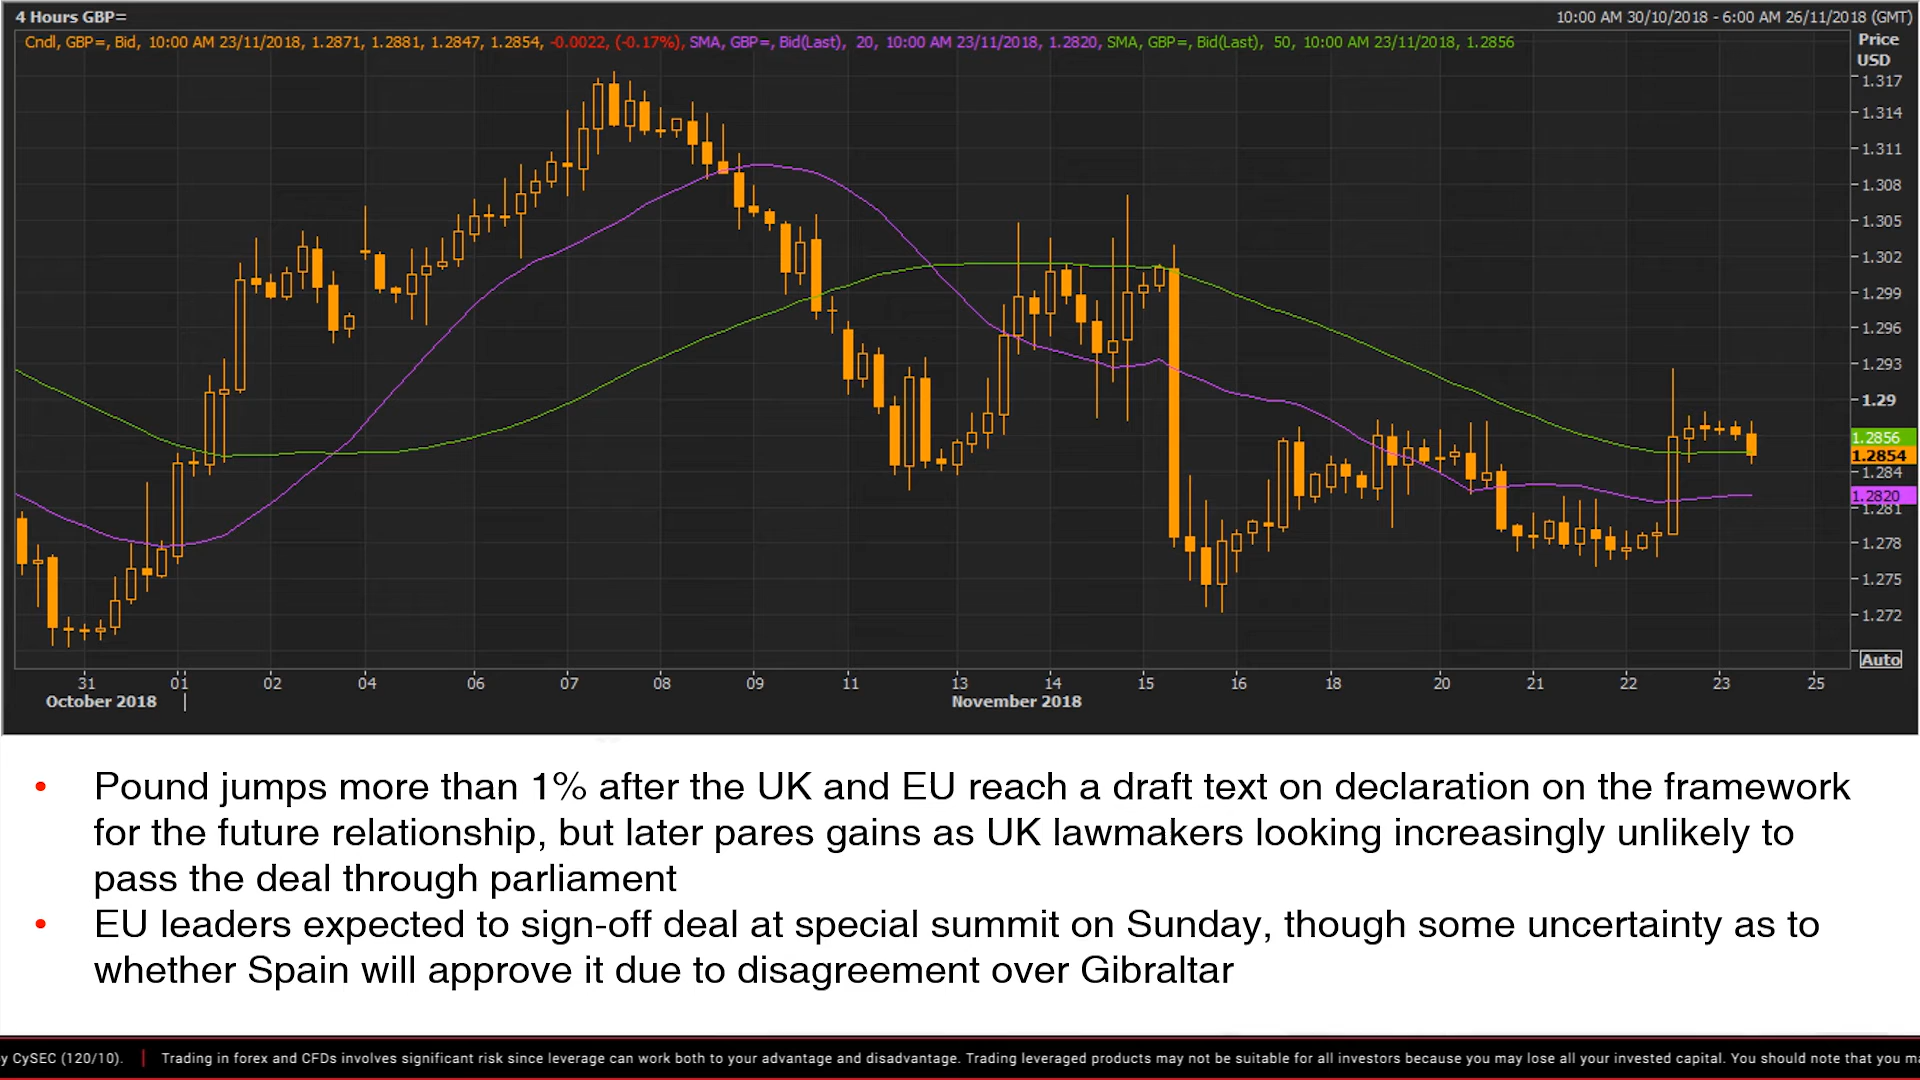 4 Hours GBP=
10:00 AM 30/10/2018 - 6:00 AM 26/11/2018 (GMT)
Cndl, GBP=, Bid, 10:00 AM 23/11/2018, 1.2871, 1.2881, 1.2847, 1.2854, -0.0022, (-0.17%), SMA, GBP=, Bid(Last), 20, 10:00 AM 23/11/2018, 1.2820, SMA, GBP=, Bid(Last), 50, 10:00 AM 23/11/2018, 1.2856
Price
USD
1.317
1.314
1.311
1.308
1.305
1.302
1.299
1.296
1.293
1.29
1.2856
1.2854
1.284
1.2820
1.281
1.278
1.275
1.272
Auto
31 01 02 04 06 07 08 09 11 13 14 15 16 18 20 21 22 23 25
October 2018 November 2018
• Pound jumps more than 1% after the UK and EU reach a draft text on declaration on the framework
for the future relationship, but later pares gains as UK lawmakers looking increasingly unlikely to
pass the deal through parliament
• EU leaders expected to sign-off deal at special summit on Sunday, though some uncertainty as to
whether Spain will approve it due to disagreement over Gibraltar
y CySEC (120/10). | Trading in forex and CFDs involves significant risk since leverage can work both to your advantage and disadvantage. Trading leveraged products may not be suitable for all investors because you may lose all your invested capital. You should note that you ma